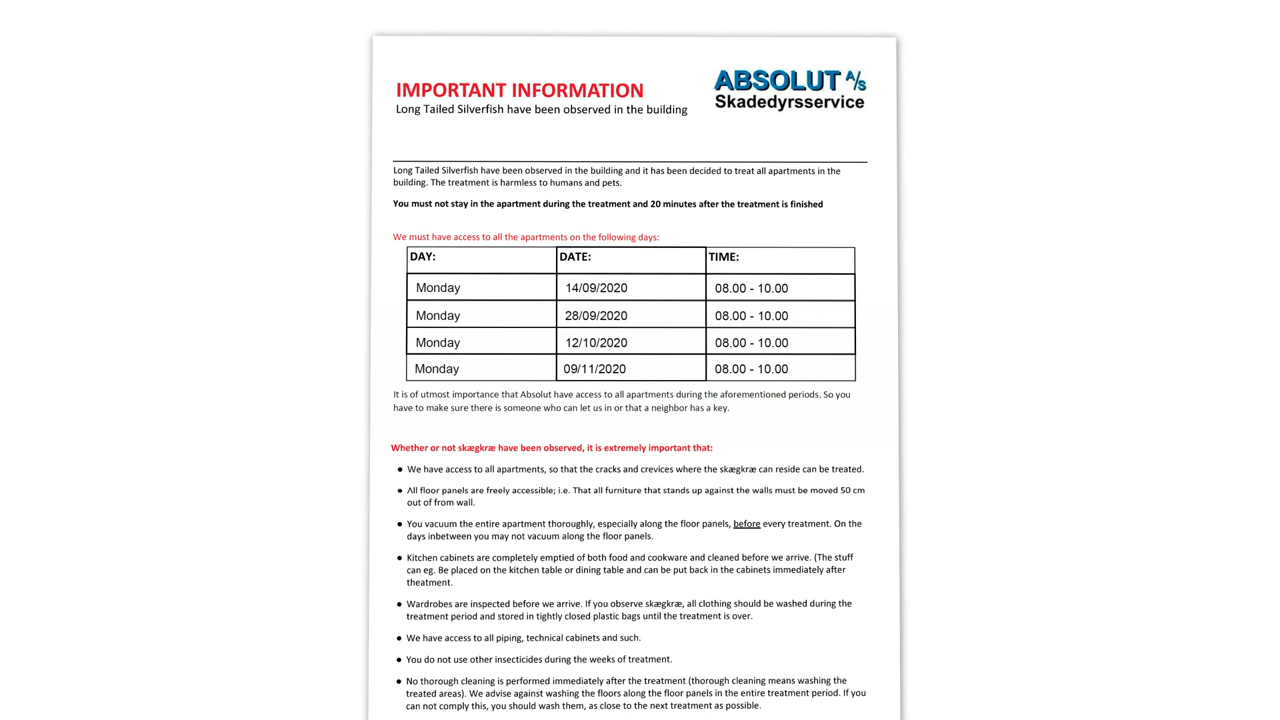 IMPORTANT INFORMATION
Long Tailed Silverfish have been observed in the building
ABSOLUT A/S
Skadedyrsservice
Long Tailed Silverfish have been observed in the building and it has been decided to treat all apartments in the
building. The treatment is harmless to humans and pets.
You must not stay in the apartment during the treatment and 20 minutes after the treatment is finished
We must have access to all the apartments on the following days:
DAY: DATE: TIME:
Monday 14/09/2020 08.00 - 10.00
Monday 28/09/2020 08.00 - 10.00
Monday 12/10/2020 08.00 - 10.00
Monday 09/11/2020 08.00 - 10.00
It is of utmost importance that Absolut have access to all apartments during the aforementioned periods. So you
have to make sure there is someone who can let us in or that a neighbor has a key.
Whether or not skægkræ have been observed, it is extremely important that:
● We have access to all apartments, so that the cracks and crevices where the skægkræ can reside can be treated.
● All floor panels are freely accessible; i.e. That all furniture that stands up against the walls must be moved 50 cm
out of from wall.
● You vacuum the entire apartment thoroughly, especially along the floor panels, before every treatment. On the
days inbetween you may not vacuum along the floor panels.
● Kitchen cabinets are completely emptied of both food and cookware and cleaned before we arrive. (The stuff
can eg. Be placed on the kitchen table or dining table and can be put back in the cabinets immediately after
theatment.
● Wardrobes are inspected before we arrive. If you observe skægkræ, all clothing should be washed during the
treatment period and stored in tightly closed plastic bags until the treatment is over.
● We have access to all piping, technical cabinets and such.
● You do not use other insecticides during the weeks of treatment.
● No thorough cleaning is performed immediately after the treatment (thorough cleaning means washing the
treated areas). We advise against washing the floors along the floor panels in the entire treatment period. If you
can not comply this, you should wash them, as close to the next treatment as possible.